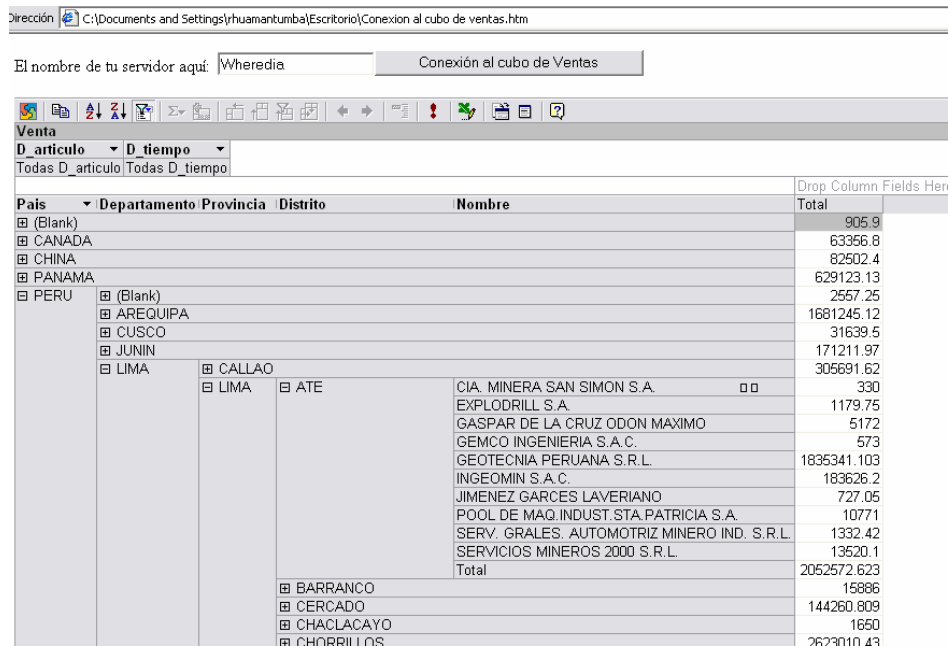 Dirección C:\Documents and Settings\rhuamantumba\Escritorio\Conexion al cubo de ventas.htm
El nombre de tu servidor aquí: Wheredia Conexión al cubo de Ventas
Venta
D_articulo D_tiempo
Todas D_articulo Todas D_tiempo
Drop Column Fields Here
Pais Departamento Provincia Distrito Nombre Total
(Blank) 905.9
CANADA 63356.8
CHINA 82502.4
PANAMA 629123.13
PERU (Blank) 2557.25
AREQUIPA 1681245.12
CUSCO 31639.5
JUNIN 171211.97
LIMA CALLAO 305691.62
LIMA ATE CIA. MINERA SAN SIMON S.A. 330
EXPLODRILL S.A. 1179.75
GASPAR DE LA CRUZ ODON MAXIMO 5172
GEMCO INGENIERIA S.A.C. 573
GEOTECNIA PERUANA S.R.L. 1835341.103
INGEOMIN S.A.C. 183626.2
JIMENEZ GARCES LAVERIANO 727.05
POOL DE MAQ.INDUST.STA.PATRICIA S.A. 10771
SERV. GRALES. AUTOMOTRIZ MINERO IND. S.R.L. 1332.42
SERVICIOS MINEROS 2000 S.R.L. 13520.1
Total 2052572.623
BARRANCO 15886
CERCADO 144260.809
CHACLACAYO 1650
CHORRILLOS 2623010.43